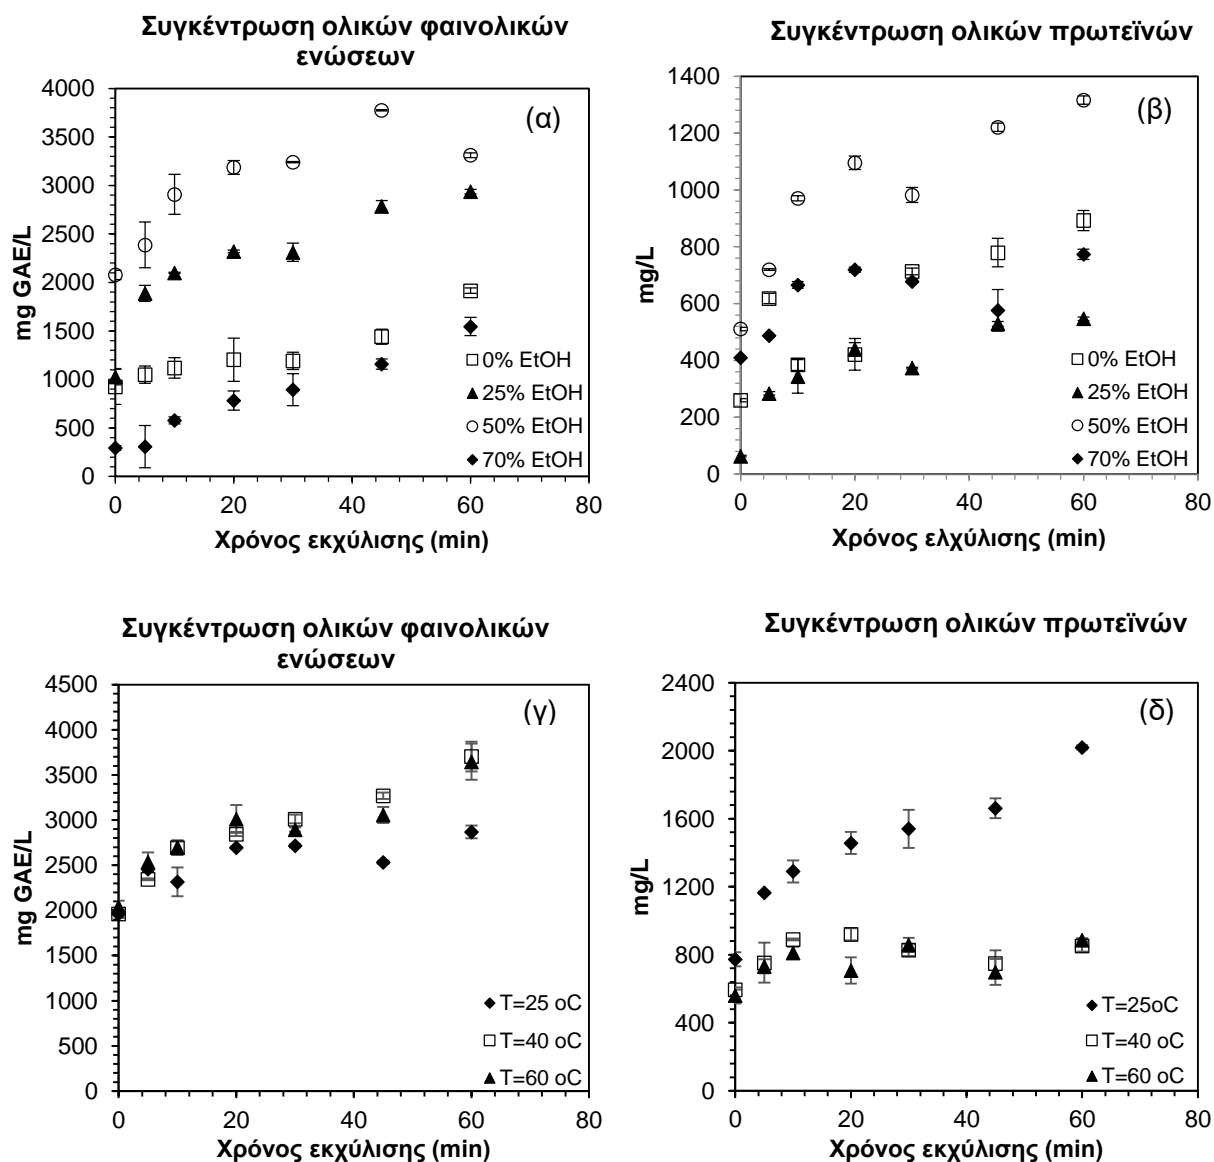 Συγκέντρωση ολικών φαινολικών
ενώσεων
4000
3500
3000
2500
2000
1500
1000
500
0
mg GAE/L
(α)
0% EtOH
25% EtOH
50% EtOH
70% EtOH
0
20
40
60
80
Χρόνος εκχύλισης (min)
Συγκέντρωση ολικών πρωτεϊνών
1400
1200
1000
800
600
400
200
0
mg/L
(β)
0% EtOH
25% EtOH
50% EtOH
70% EtOH
0
20
40
60
80
Χρόνος ελχύλισης (min)
Συγκέντρωση ολικών φαινολικών
ενώσεων
4500
4000
3500
3000
2500
2000
1500
1000
500
0
mg GAE/L
(γ)
T=25 oC
T=40 oC
T=60 oC
0
20
40
60
80
Χρόνος εκχύλισης (min)
Συγκέντρωση ολικών πρωτεϊνών
2400
2000
1600
1200
800
400
0
mg/L
(δ)
T=25oC
T=40 oC
T=60 oC
0
20
40
60
80
Χρόνος εκχύλισης (min)